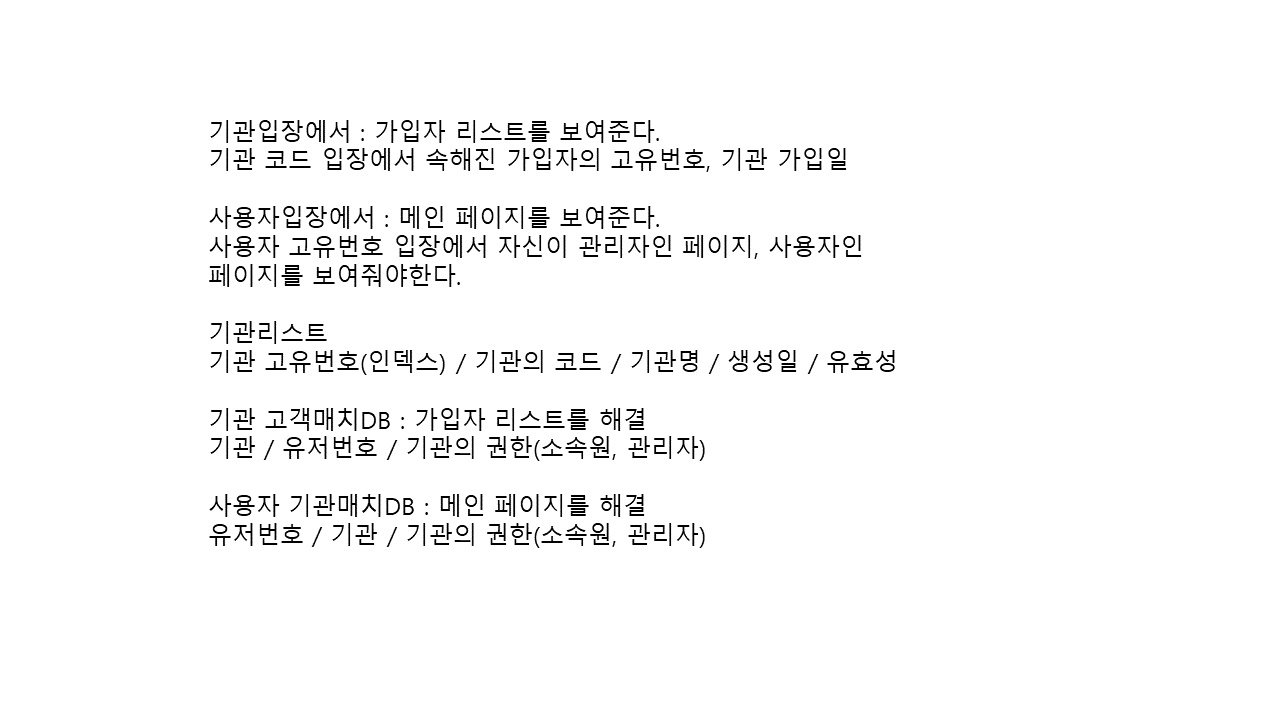 기관입장에서 : 가입자 리스트를 보여준다.
기관 코드 입장에서 속해진 가입자의 고유번호, 기관 가입일
사용자입장에서 : 메인 페이지를 보여준다.
사용자 고유번호 입장에서 자신이 관리자인 페이지, 사용자인
페이지를 보여줘야한다.
기관리스트
기관 고유번호(인덱스) / 기관의 코드 / 기관명 / 생성일 / 유효성
기관 고객매치DB : 가입자 리스트를 해결
기관 / 유저번호 / 기관의 권한(소속원, 관리자)
사용자 기관매치DB : 메인 페이지를 해결
유저번호 / 기관 / 기관의 권한(소속원, 관리자)